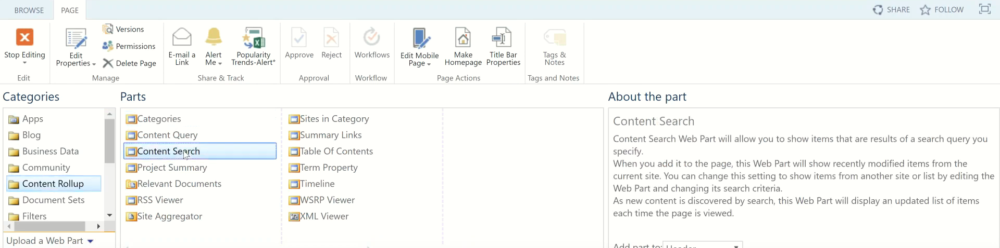 BROWSE
PAGE
SHARE
FOLLOW
Stop Editing
Edit
Properties
Versions
Permissions
Delete Page
E-mail a
Link
Alert
Me
Popularity
Trends-Alert*
Approve
Reject
Workflows
Edit Mobile
Page
Make
Homepage
Title Bar
Properties
Tags &
Notes
Edit
Manage
Share & Track
Approval
Workflow
Page Actions
Tags and Notes
Categories
Apps
Blog
Business Data
Community
Content Rollup
Document Sets
Filters
Upload a Web Part
Parts
Categories
Content Query
Content Search
Project Summary
Relevant Documents
RSS Viewer
Site Aggregator
Sites in Category
Summary Links
Table Of Contents
Term Property
Timeline
WSRP Viewer
XML Viewer
About the part
Content Search
Content Search Web Part will allow you to show items that are results of a search query you
specify.
When you add it to the page, this Web Part will show recently modified items from the
current site. You can change this setting to show items from another site or list by editing the
Web Part and changing its search criteria.
As new content is discovered by search, this Web Part will display an updated list of items
each time the page is viewed.
Add part to: Header